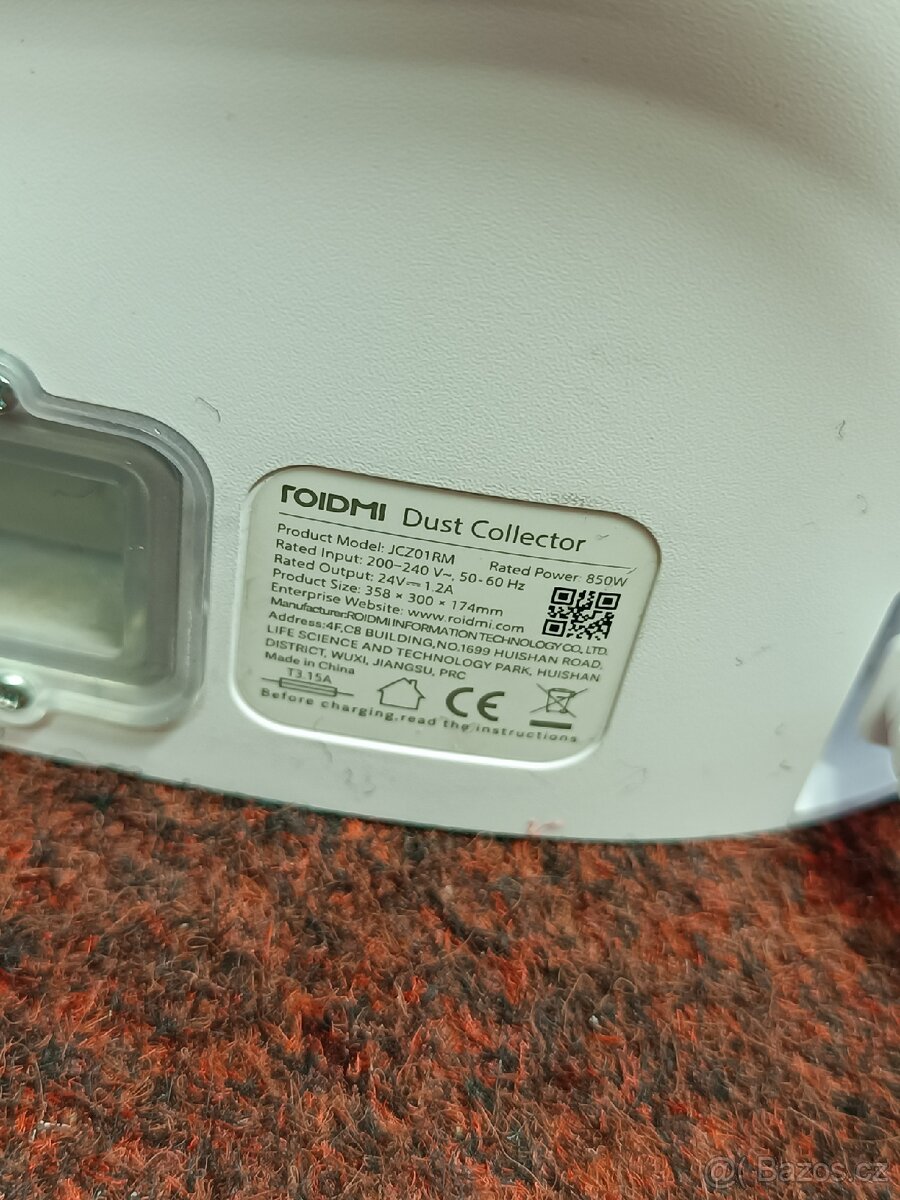 ROIDMI Dust Collector
Product Model: JCZ01RM Rated Power: 850W
Rated Input: 200-240 V~, 50-60 Hz
Rated Output: 24V⎓1.2A
Product Size: 358 × 300 × 174mm
Enterprise Website: www.roidmi.com
Manufacturer:ROIDMI INFORMATION TECHNOLOGY CO., LTD.
Address:4F,C8 BUILDING,NO.1699 HUISHAN ROAD,
LIFE SCIENCE AND TECHNOLOGY PARK, HUISHAN
DISTRICT, WUXI, JIANGSU, PRC
Made in China
T3.15A
CE
Before charging,read the instructions
@ Bazos.cz